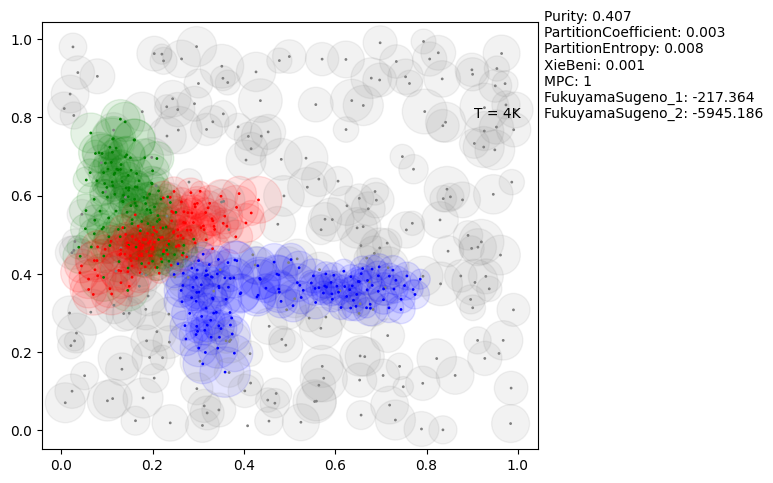 Purity: 0.407
PartitionCoefficient: 0.003
PartitionEntropy: 0.008
XieBeni: 0.001
MPC: 1
FukuyamaSugeno_1: -217.364
FukuyamaSugeno_2: -5945.186
T = 4K
1.0
0.8
0.6
0.4
0.2
0.0
0.0 0.2 0.4 0.6 0.8 1.0